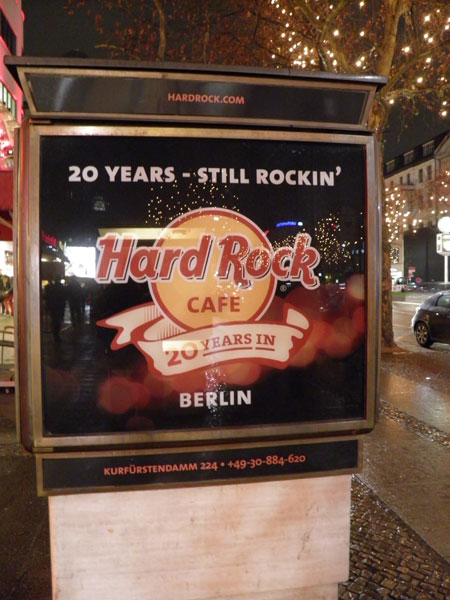 HARDROCK.COM
20 YEARS - STILL ROCKIN'
Hard Rock
CAFE
20 YEARS IN
BERLIN
KURFÜRSTENDAMM 224 • +49-30-884-620